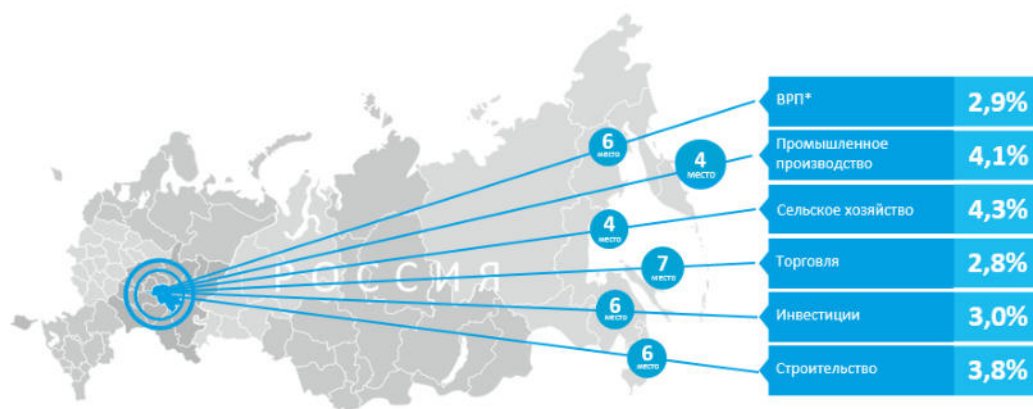 РОССИЯ
6
место
ВРП*
2,9%
4
место
Промышленное
производство
4,1%
4
место
Сельское хозяйство
4,3%
7
место
Торговля
2,8%
6
место
Инвестиции
3,0%
6
место
Строительство
3,8%